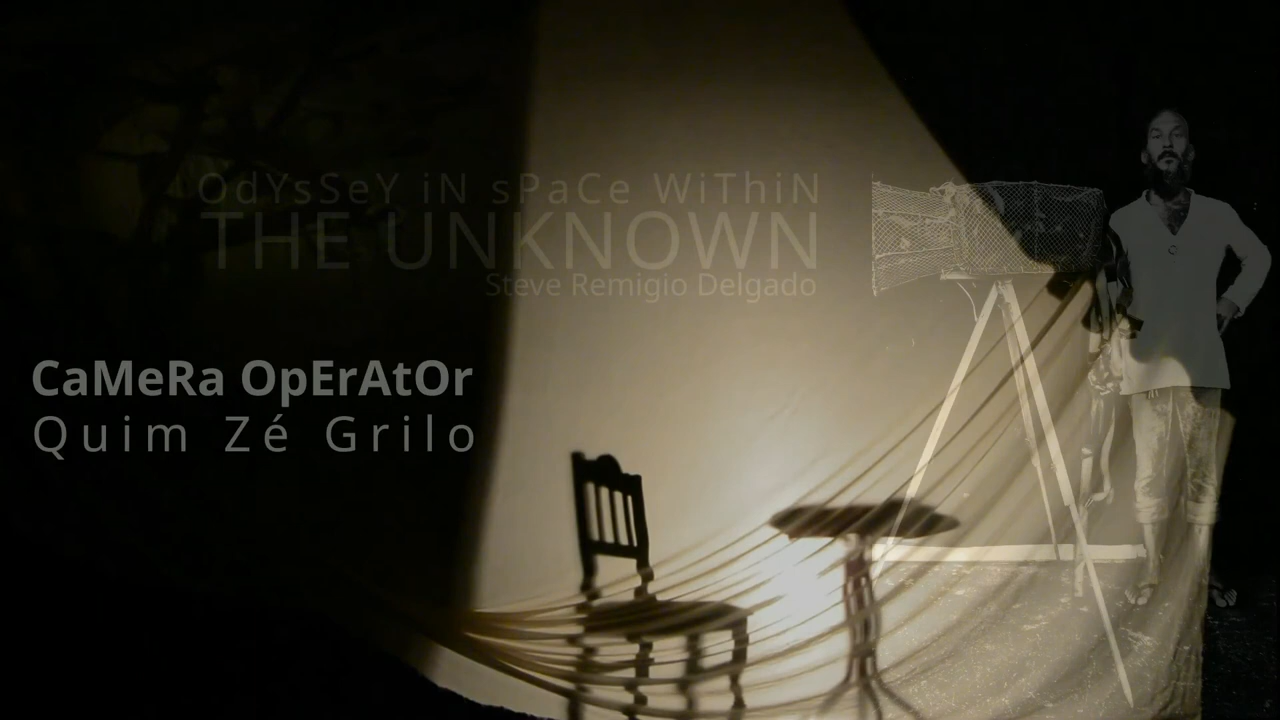 OdYsSeY iN sPaCe WiThiN
THE UNKNOWN
Steve Remigio Delgado
CaMeRa OpErAtOr
Quim Zé Grilo